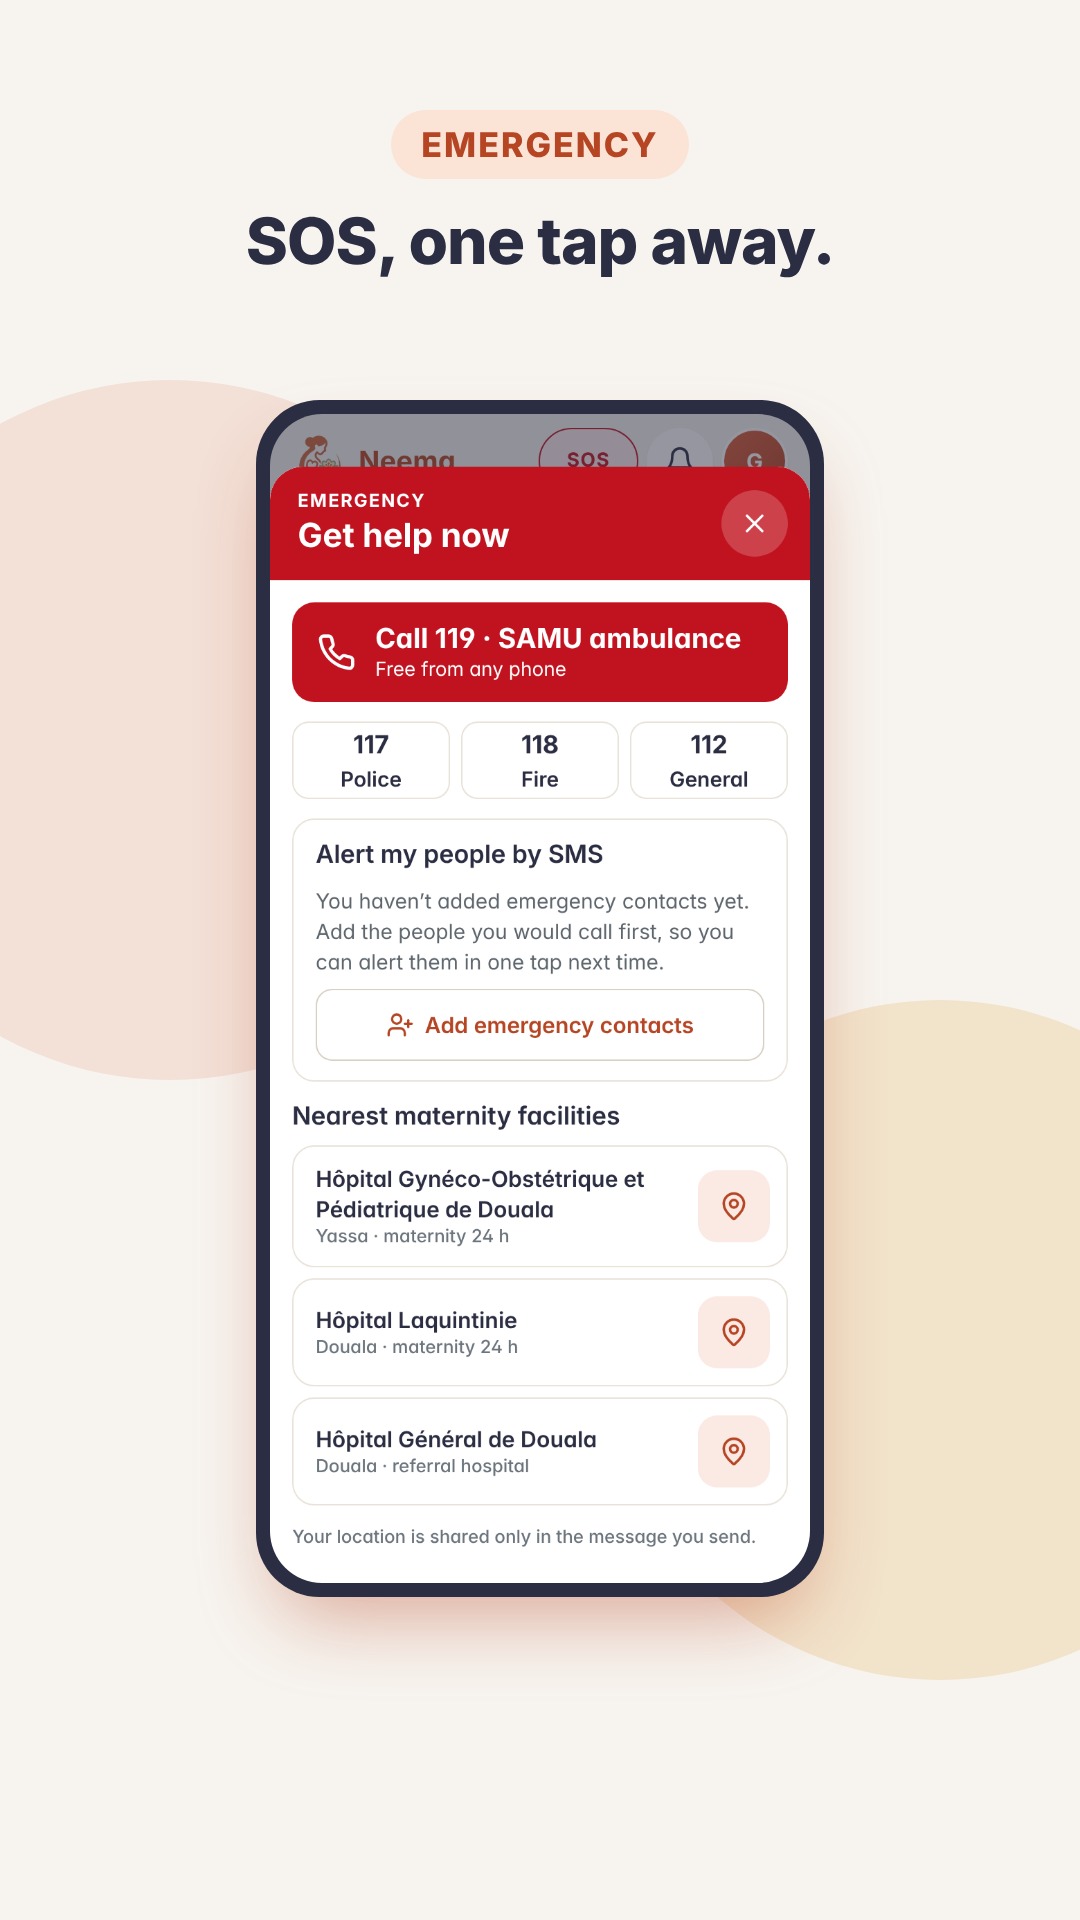 EMERGENCY
SOS, one tap away.
Neema
SOS
G
EMERGENCY
Get help now
Call 119 · SAMU ambulance
Free from any phone
117
Police
118
Fire
112
General
Alert my people by SMS
You haven’t added emergency contacts yet.
Add the people you would call first, so you
can alert them in one tap next time.
Add emergency contacts
Nearest maternity facilities
Hôpital Gynéco-Obstétrique et
Pédiatrique de Douala
Yassa · maternity 24 h
Hôpital Laquintinie
Douala · maternity 24 h
Hôpital Général de Douala
Douala · referral hospital
Your location is shared only in the message you send.